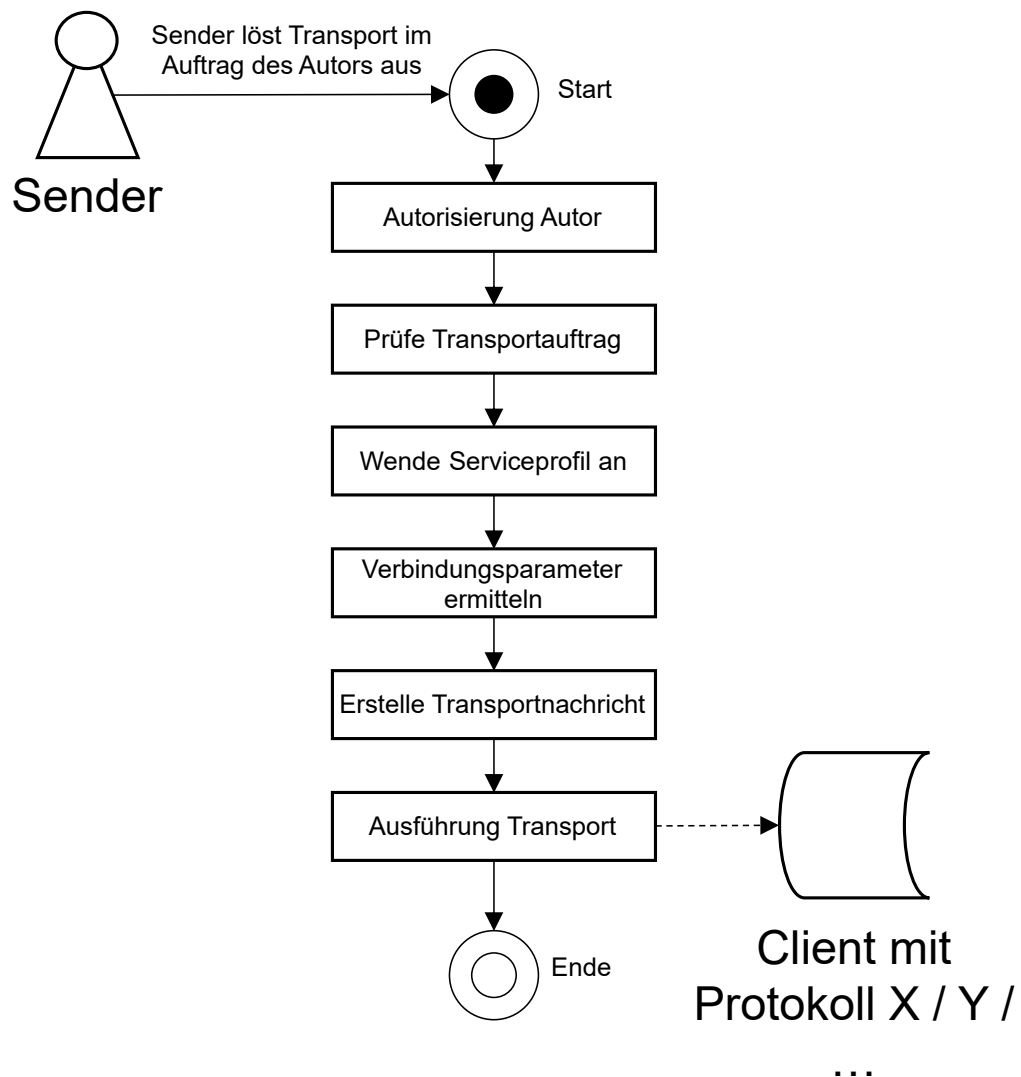 Sender löst Transport im
Auftrag des Autors aus
Start
Sender
Autorisierung Autor
Prüfe Transportauftrag
Wende Serviceprofil an
Verbindungsparameter
ermitteln
Erstelle Transportnachricht
Ausführung Transport
Ende
Client mit
Protokoll X / Y /
...